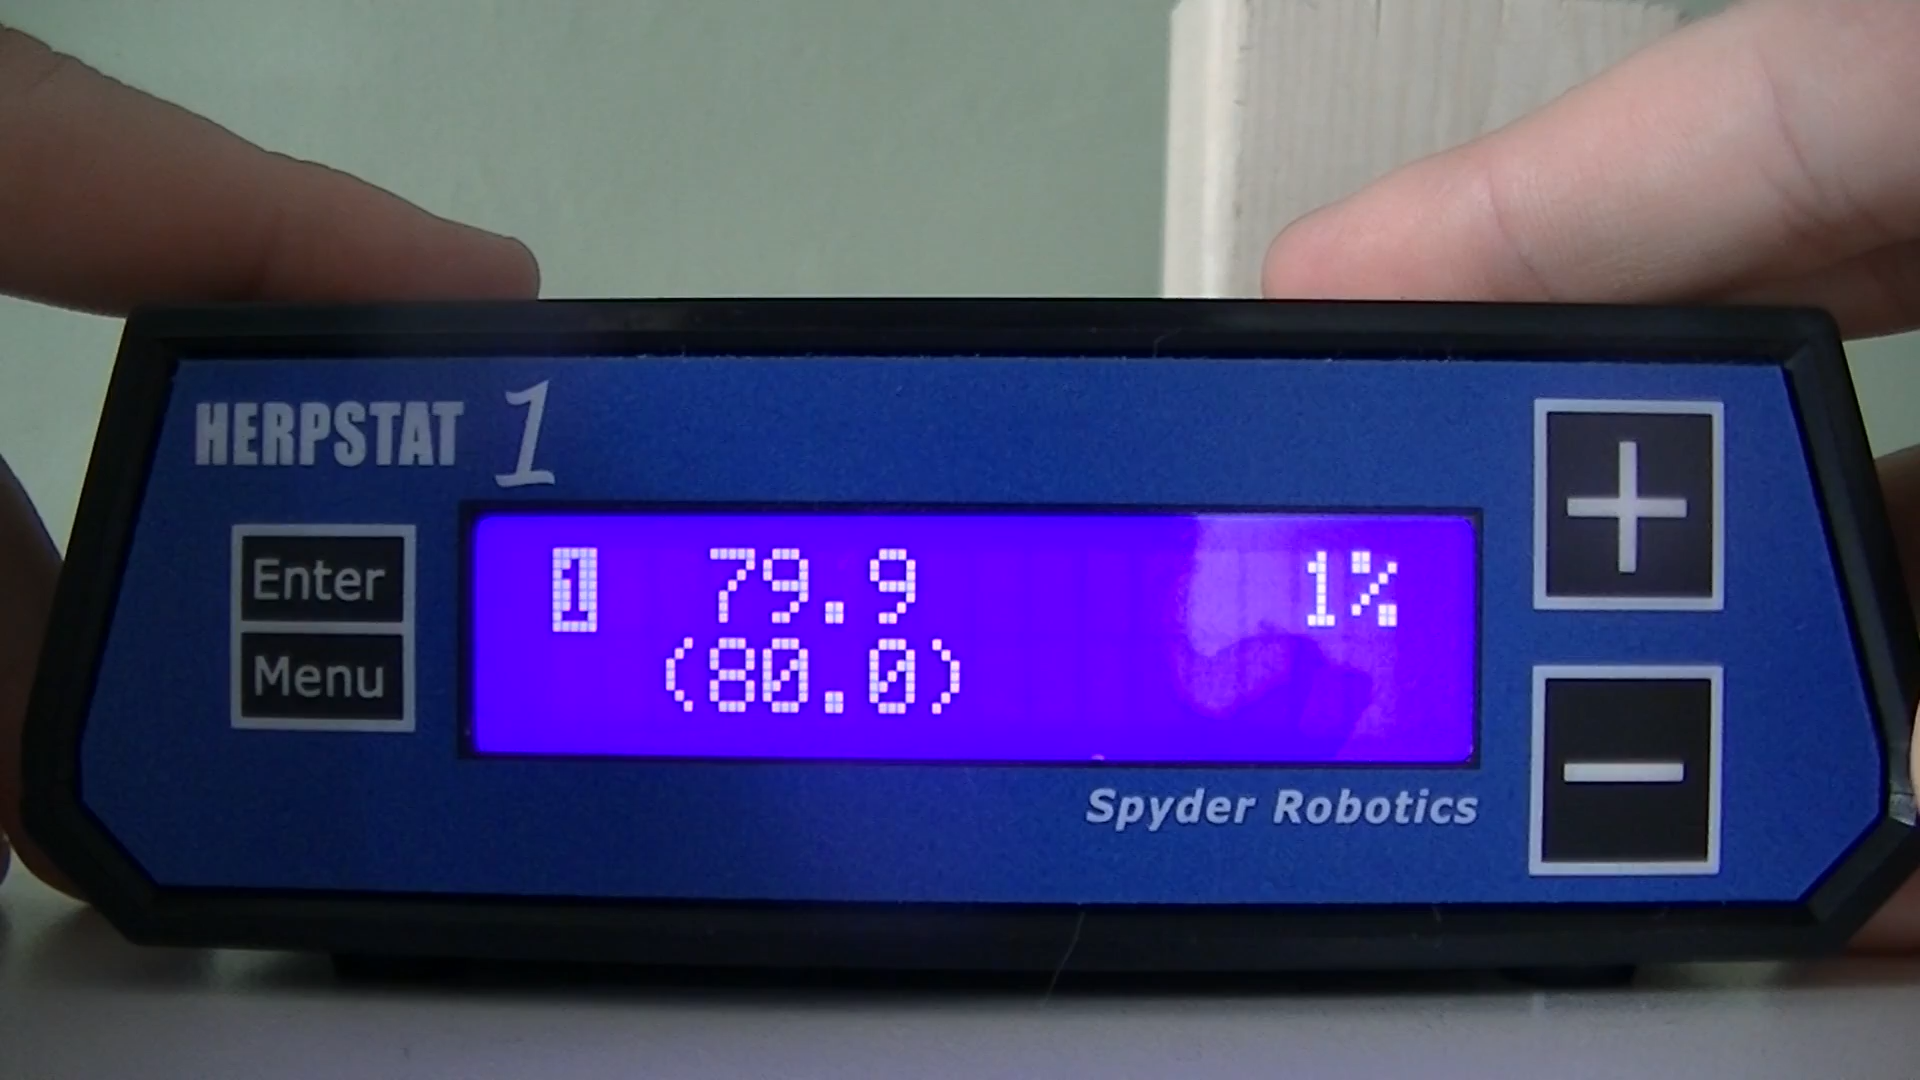 HERPSTAT 1
Enter
Menu
1 79.9 1%
(80.0)
+
−
Spyder Robotics